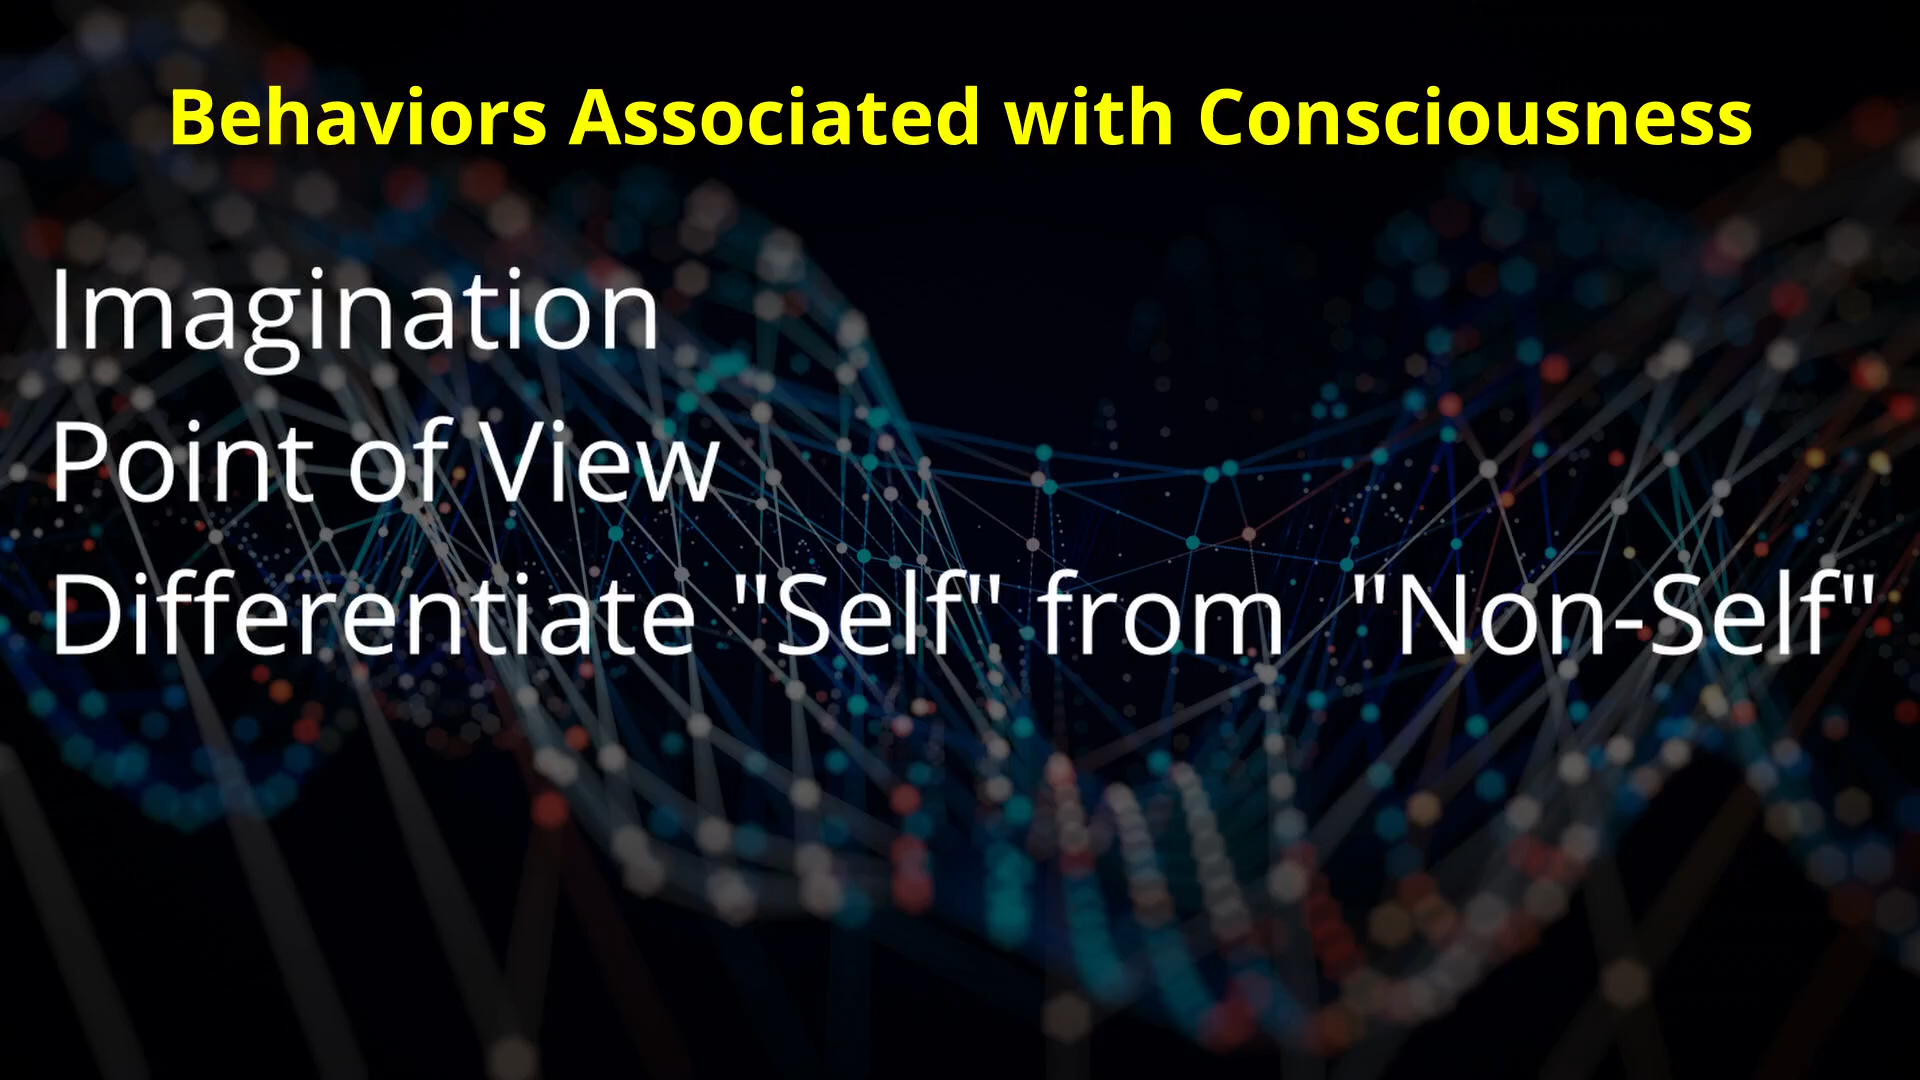 Behaviors Associated with Consciousness
Imagination
Point of View
Differentiate "Self" from  "Non-Self"